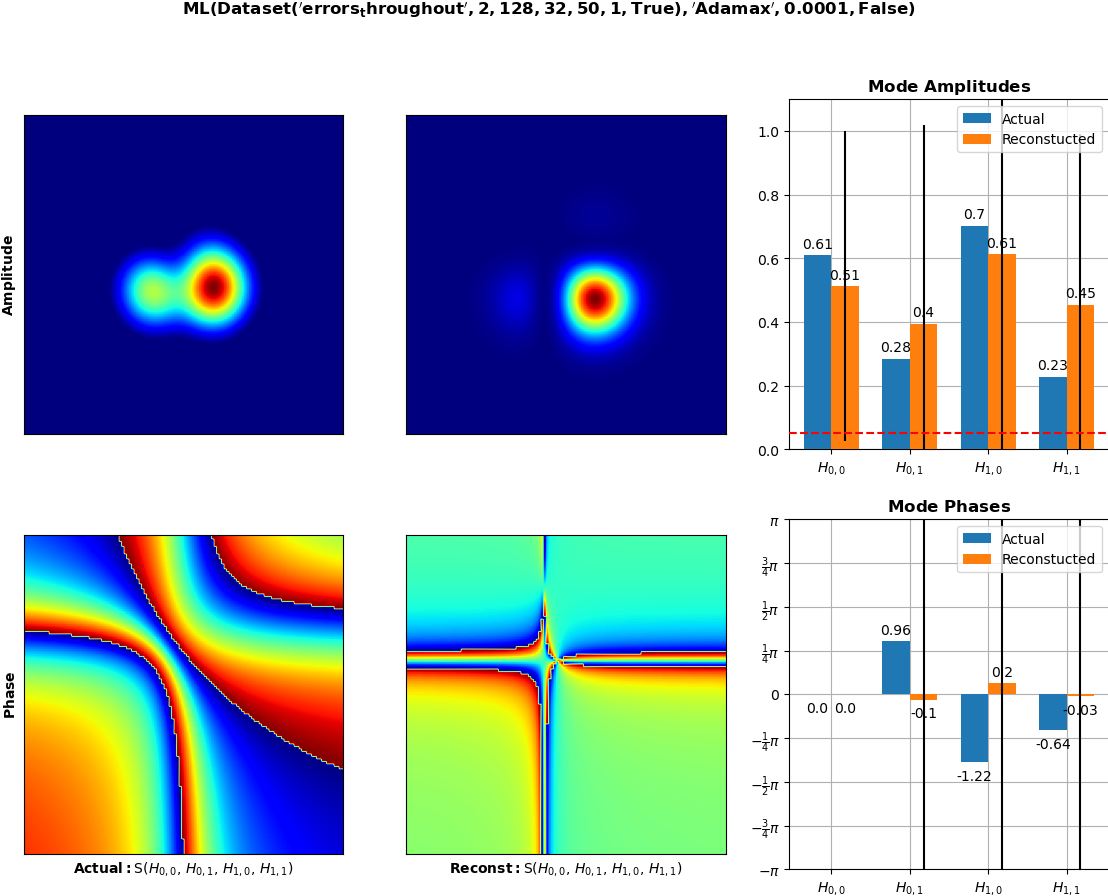 ML(Dataset('errors_throughout', 2, 128, 32, 50, 1, True), 'Adamax', 0.0001, False)
Amplitude
Mode Amplitudes
Actual
Reconstucted
1.0
0.8
0.6
0.4
0.2
0.0
0.61
0.51
0.28
0.4
0.7
0.61
0.23
0.45
H0,0
H0,1
H1,0
H1,1
Phase
Actual: S(H0,0, H0,1, H1,0, H1,1)
Reconst: S(H0,0, H0,1, H1,0, H1,1)
Mode Phases
Actual
Reconstucted
π
3/4π
1/2π
1/4π
0
−1/4π
−1/2π
−3/4π
−π
0.0
0.0
0.96
-0.1
-1.22
0.2
-0.64
-0.03
H0,0
H0,1
H1,0
H1,1